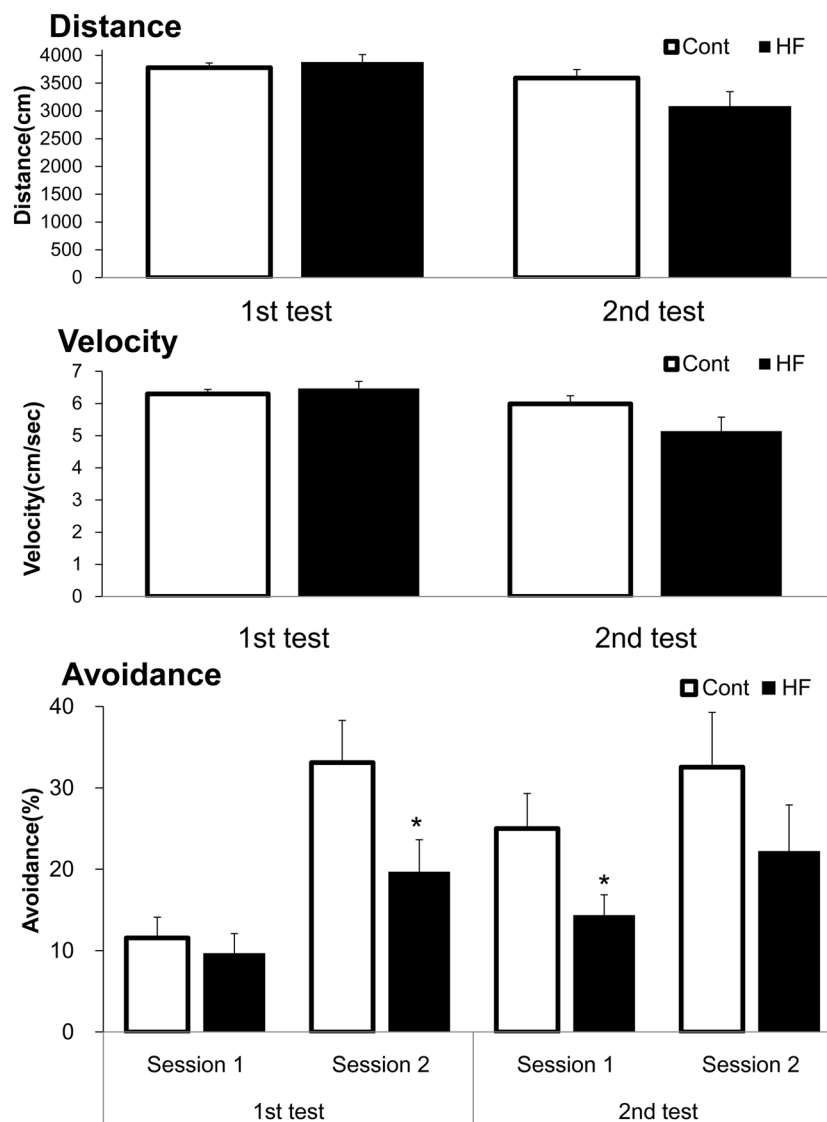 Distance
Cont HF
Distance(cm)
4000
3500
3000
2500
2000
1500
1000
500
0
1st test 2nd test
Velocity
Cont HF
Velocity(cm/sec)
7
6
5
4
3
2
1
0
1st test 2nd test
Avoidance
Cont HF
Avoidance(%)
40
30
20
10
0
* *
Session 1 Session 2 Session 1 Session 2
1st test 2nd test